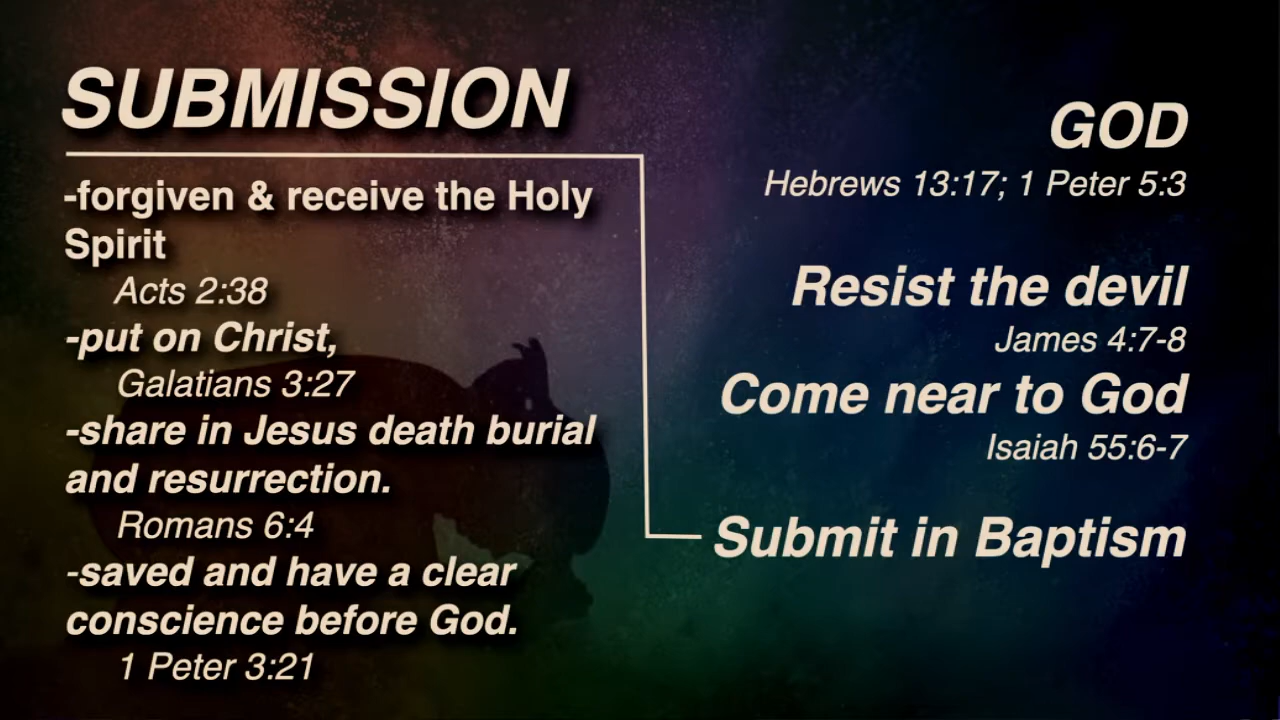 SUBMISSION
-forgiven & receive the Holy
Spirit
Acts 2:38
-put on Christ,
Galatians 3:27
-share in Jesus death burial
and resurrection.
Romans 6:4
-saved and have a clear
conscience before God.
1 Peter 3:21
GOD
Hebrews 13:17; 1 Peter 5:3
Resist the devil
James 4:7-8
Come near to God
Isaiah 55:6-7
Submit in Baptism